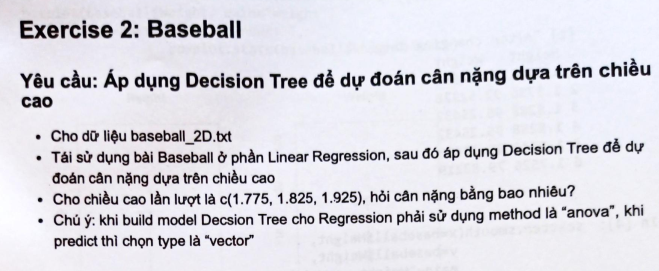 Exercise 2: Baseball
Yêu cầu: Áp dụng Decision Tree để dự đoán cân nặng dựa trên chiều
cao
• Cho dữ liệu baseball_2D.txt
• Tái sử dụng bài Baseball ở phần Linear Regression, sau đó áp dụng Decision Tree để dự
đoán cân nặng dựa trên chiều cao
• Cho chiều cao lần lượt là c(1.775, 1.825, 1.925), hỏi cân nặng bằng bao nhiêu?
• Chú ý: khi build model Decsion Tree cho Regression phải sử dụng method là “anova”, khi
predict thì chọn type là “vector”